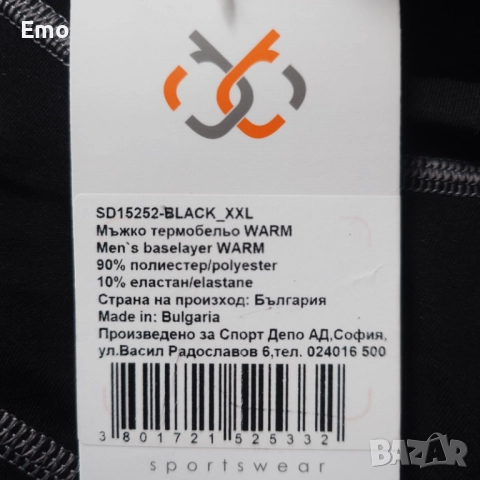 Emo
SD15252-BLACK_XXL
Мъжко термобельо WARM
Men`s baselayer WARM
90% полиестер/polyester
10% еластан/elastane
Страна на произход: България
Made in: Bulgaria
Произведено за Спорт Депо АД,София,
ул.Васил Радославов 6,тел. 024016 500
3 801721 525332
sportswear
BAZAR